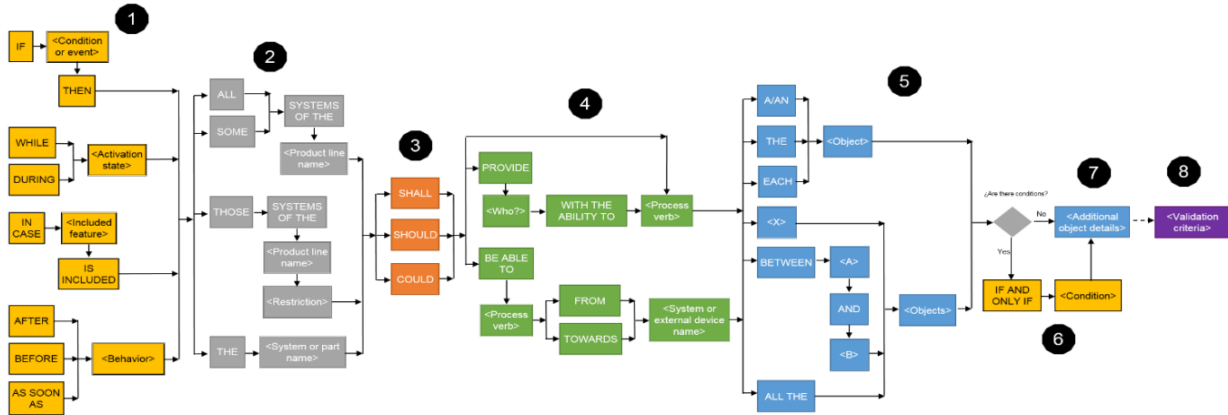 1
IF
<Condition
or event>
THEN
WHILE
DURING
<Activation
state>
IN
CASE
<Included
feature>
IS
INCLUDED
AFTER
BEFORE
AS SOON
AS
<Behavior>
2
ALL
SOME
SYSTEMS
OF THE
<Product line
name>
THOSE
SYSTEMS
OF THE
<Product line
name>
<Restriction>
THE
<System or part
name>
3
SHALL
SHOULD
COULD
4
PROVIDE
<Who?>
WITH THE
ABILITY TO
<Process
verb>
BE ABLE
TO
<Process
verb>
FROM
TOWARDS
<System or
external device
name>
5
A/AN
THE
EACH
<Object>
<X>
BETWEEN
<A>
AND
<B>
ALL THE
<Objects>
¿Are there conditions?
No
Yes
6
IF AND
ONLY IF
<Condition>
7
<Additional
object details>
8
<Validation
criteria>